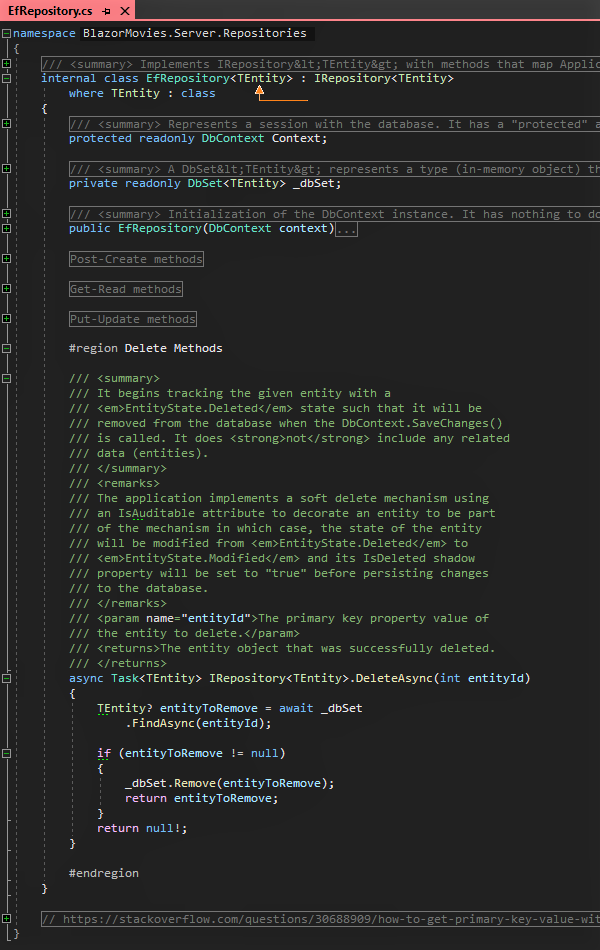 EfRepository.cs
namespace BlazorMovies.Server.Repositories
{
/// <summary> Implements IRepository&lt;TEntity&gt; with methods that map Applic
internal class EfRepository<TEntity> : IRepository<TEntity>
where TEntity : class
{
/// <summary> Represents a session with the database. It has a "protected" a
protected readonly DbContext Context;
/// <summary> A DbSet&lt;TEntity&gt; represents a type (in-memory object) th
private readonly DbSet<TEntity> _dbSet;
/// <summary> Initialization of the DbContext instance. It has nothing to do
public EfRepository(DbContext context)...
Post-Create methods
Get-Read methods
Put-Update methods
#region Delete Methods
/// <summary>
/// It begins tracking the given entity with a
/// <em>EntityState.Deleted</em> state such that it will be
/// removed from the database when the DbContext.SaveChanges()
/// is called. It does <strong>not</strong> include any related
/// data (entities).
/// </summary>
/// <remarks>
/// The application implements a soft delete mechanism using
/// an IsAuditable attribute to decorate an entity to be part
/// of the mechanism in which case, the state of the entity
/// will be modified from <em>EntityState.Deleted</em> to
/// <em>EntityState.Modified</em> and its IsDeleted shadow
/// property will be set to "true" before persisting changes
/// to the database.
/// </remarks>
/// <param name="entityId">The primary key property value of
/// the entity to delete.</param>
/// <returns>The entity object that was successfully deleted.
/// </returns>
async Task<TEntity> IRepository<TEntity>.DeleteAsync(int entityId)
{
TEntity? entityToRemove = await _dbSet
.FindAsync(entityId);
if (entityToRemove != null)
{
_dbSet.Remove(entityToRemove);
return entityToRemove;
}
return null!;
}
#endregion
}
// https://stackoverflow.com/questions/30688909/how-to-get-primary-key-value-wit
}